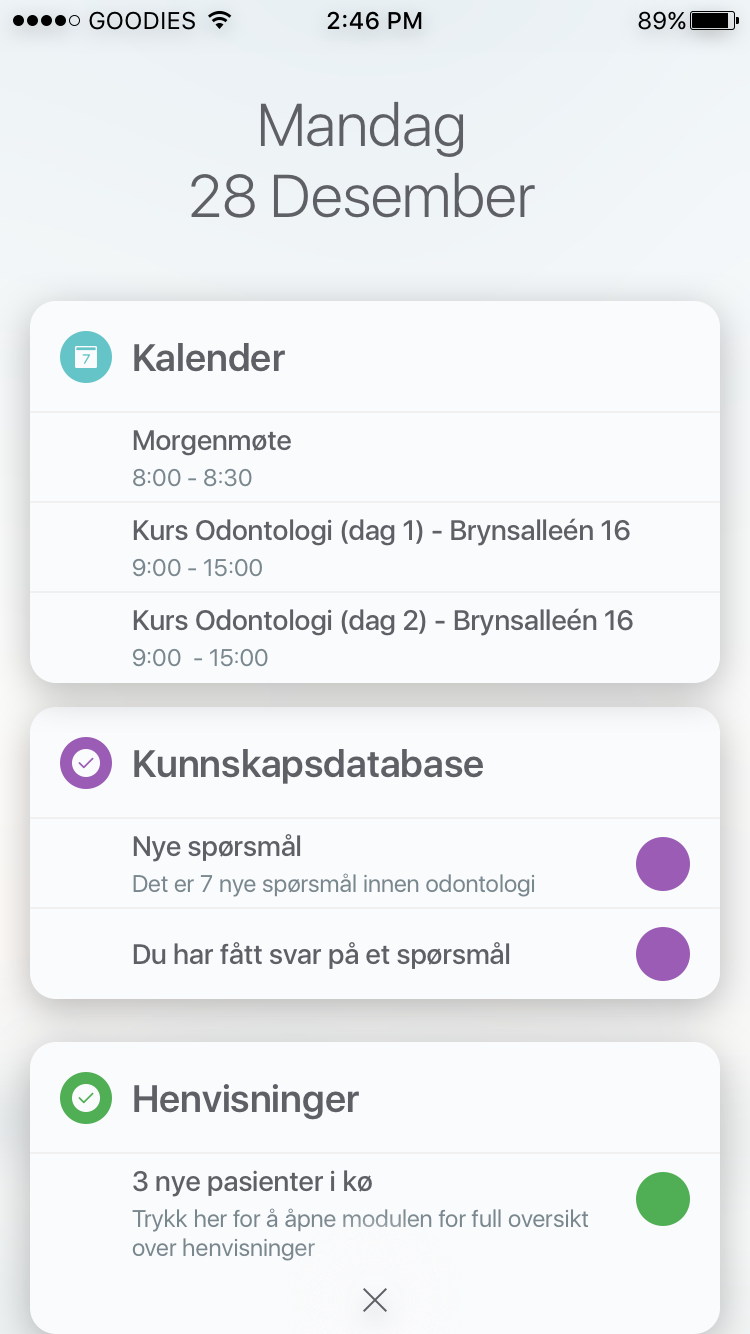 GOODIES 2:46 PM 89%
Mandag
28 Desember
7 Kalender
Morgenmøte
8:00 - 8:30
Kurs Odontologi (dag 1) - Brynsalleén 16
9:00 - 15:00
Kurs Odontologi (dag 2) - Brynsalleén 16
9:00  - 15:00
Kunnskapsdatabase
Nye spørsmål
Det er 7 nye spørsmål innen odontologi
Du har fått svar på et spørsmål
Henvisninger
3 nye pasienter i kø
Trykk her for å åpne modulen for full oversikt
over henvisninger